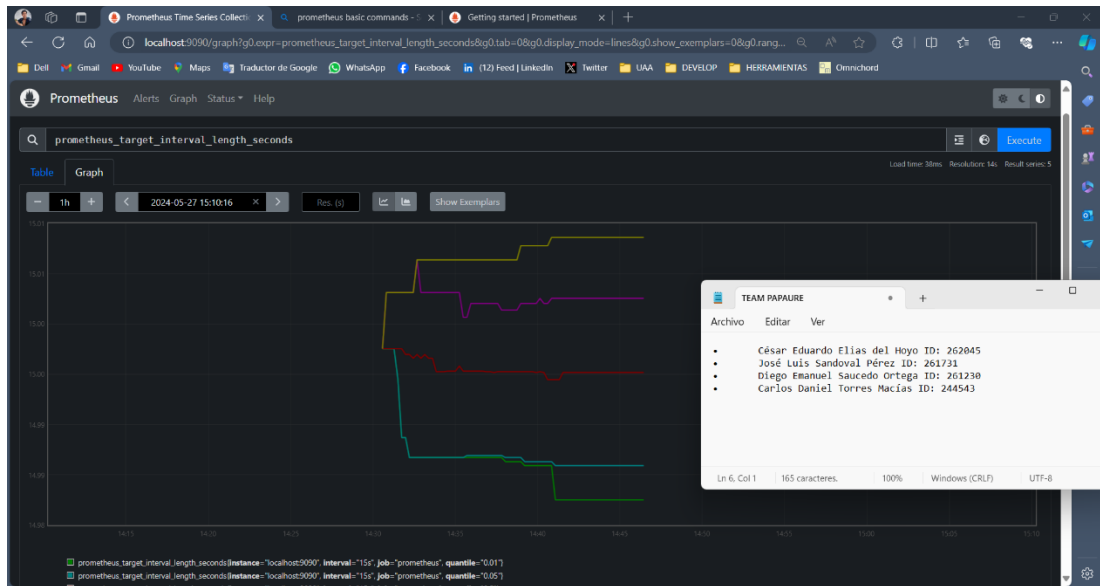 Prometheus Time Series Collecti
prometheus basic commands - S
Getting started | Prometheus
localhost:9090/graph?g0.expr=prometheus_target_interval_length_seconds&g0.tab=0&g0.display_mode=lines&g0.show_exemplars=0&g0.rang...
Dell Gmail YouTube Maps Traductor de Google WhatsApp Facebook (12) Feed | LinkedIn Twitter UAA DEVELOP HERRAMIENTAS Omnichord
Prometheus Alerts Graph Status Help
prometheus_target_interval_length_seconds
Execute
Table Graph
Load time: 38ms Resolution: 14s Result series: 5
− 1h + < 2024-05-27 15:10:16 × > Res. (s) Show Exemplars
15.01
15.01
15.00
15.00
14.99
14.99
14.98
14:15 14:20 14:25 14:30 14:35 14:40 14:45 14:50 14:55 15:00 15:05 15:10
prometheus_target_interval_length_seconds{instance="localhost:9090", interval="15s", job="prometheus", quantile="0.01"}
prometheus_target_interval_length_seconds{instance="localhost:9090", interval="15s", job="prometheus", quantile="0.05"}
TEAM PAPAURE
Archivo Editar Ver
• César Eduardo Elias del Hoyo ID: 262045
• José Luis Sandoval Pérez ID: 261731
• Diego Emanuel Saucedo Ortega ID: 261230
• Carlos Daniel Torres Macías ID: 244543
Ln 6, Col 1 165 caracteres. 100% Windows (CRLF) UTF-8